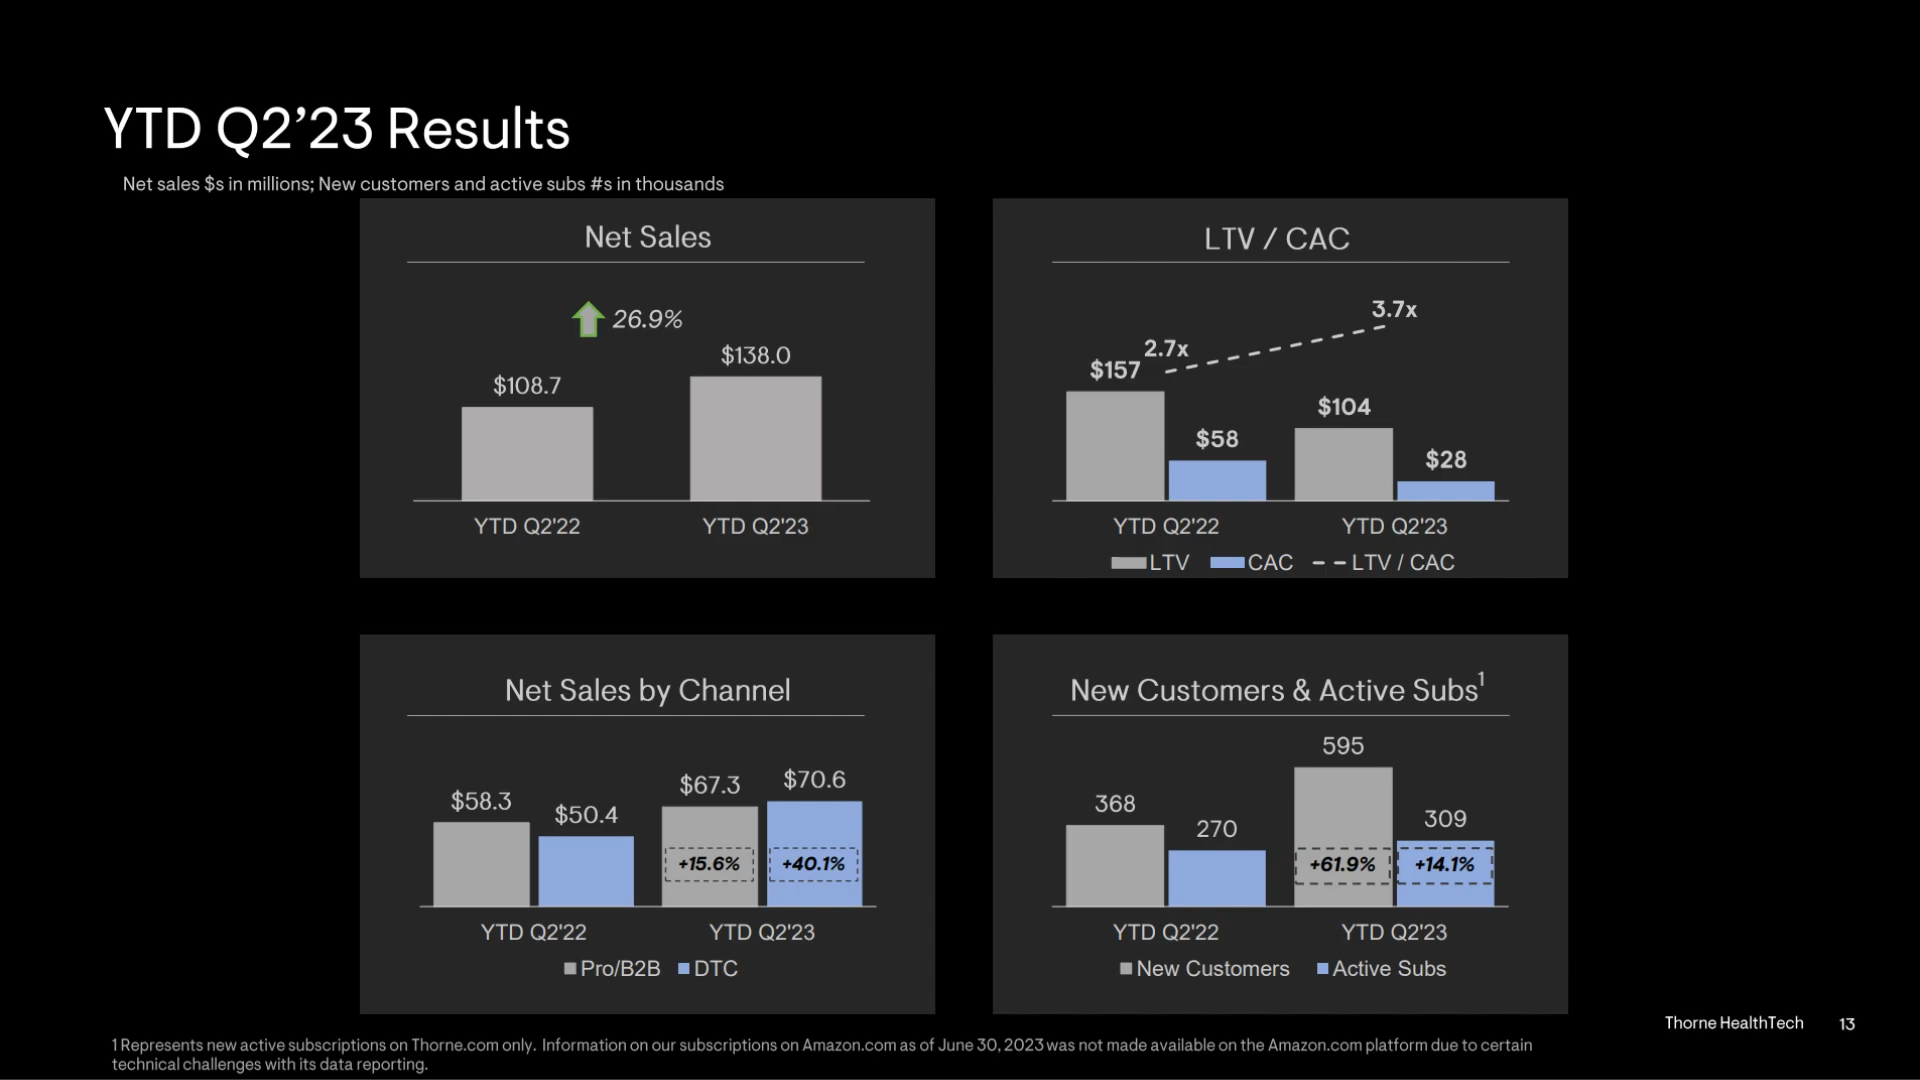 YTD Q2’23 Results
Net sales $s in millions; New customers and active subs #s in thousands
Net Sales
26.9%
$108.7
$138.0
YTD Q2'22
YTD Q2'23
LTV / CAC
2.7x
3.7x
$157
$58
$104
$28
YTD Q2'22
YTD Q2'23
LTV
CAC
LTV / CAC
Net Sales by Channel
$58.3
$50.4
$67.3
$70.6
+15.6%
+40.1%
YTD Q2'22
YTD Q2'23
Pro/B2B
DTC
New Customers & Active Subs1
368
270
595
309
+61.9%
+14.1%
YTD Q2'22
YTD Q2'23
New Customers
Active Subs
Thorne HealthTech 13
1 Represents new active subscriptions on Thorne.com only. Information on our subscriptions on Amazon.com as of June 30, 2023 was not made available on the Amazon.com platform due to certain
technical challenges with its data reporting.